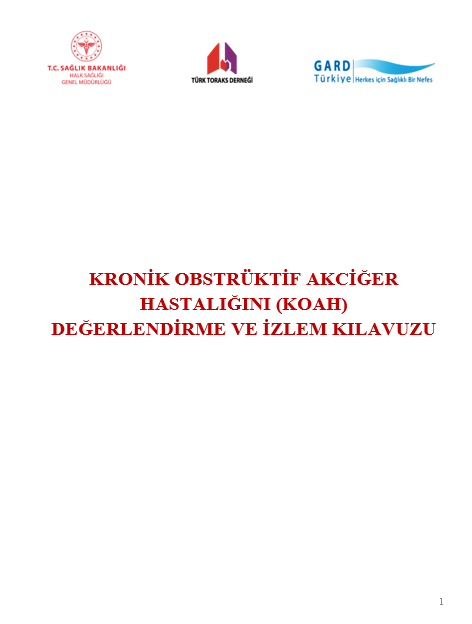 T.C. SAĞLIK BAKANLIĞI
HALK SAĞLIĞI
GENEL MÜDÜRLÜĞÜ
TÜRK TORAKS DERNEĞİ
GARD
Türkiye Herkes için Sağlıklı Bir Nefes
KRONİK OBSTRÜKTİF AKCİĞER
HASTALIĞINI (KOAH)
DEĞERLENDİRME VE İZLEM KILAVUZU
1